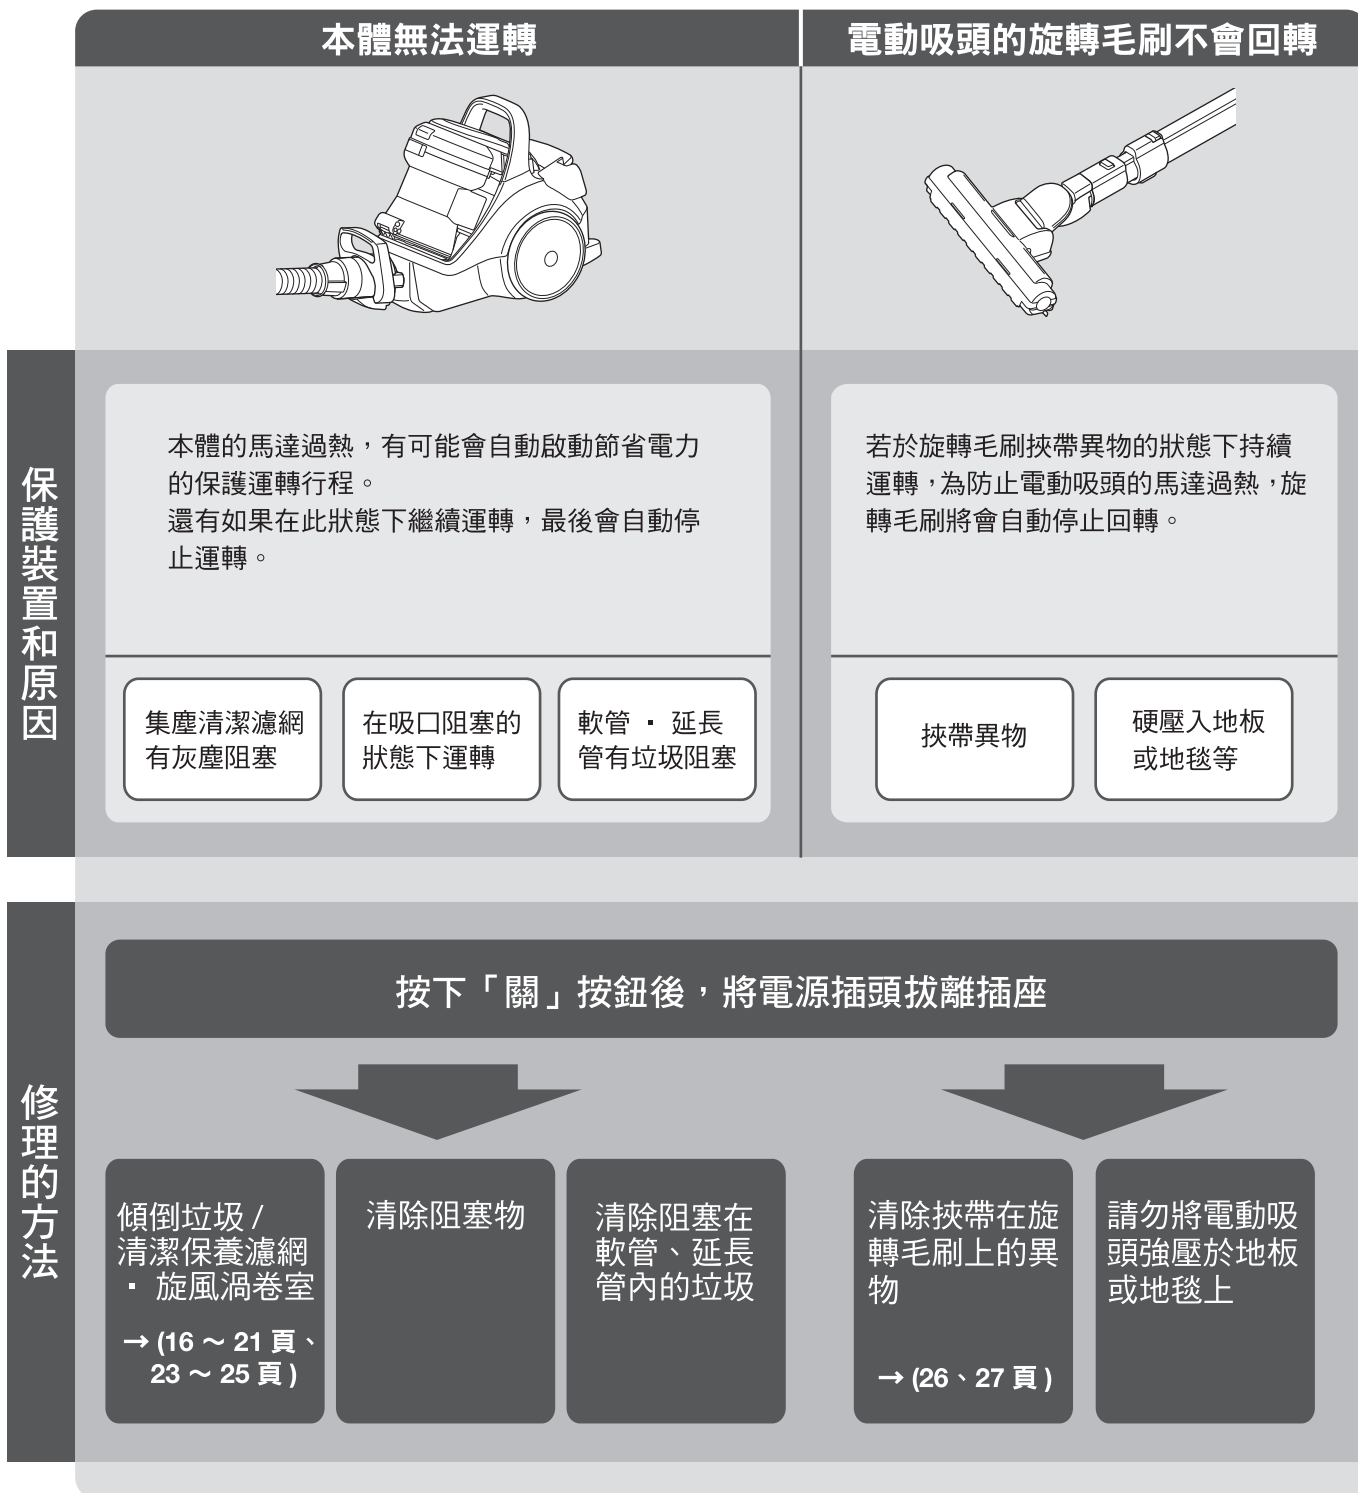 本體無法運轉
電動吸頭的旋轉毛刷不會回轉
保護裝置和原因
本體的馬達過熱，有可能會自動啟動節省電力
的保護運轉行程。
還有如果在此狀態下繼續運轉，最後會自動停
止運轉。
若於旋轉毛刷挾帶異物的狀態下持續
運轉，為防止電動吸頭的馬達過熱，旋
轉毛刷將會自動停止回轉。
集塵清潔濾網
有灰塵阻塞
在吸口阻塞的
狀態下運轉
軟管 ▪ 延長
管有垃圾阻塞
挾帶異物
硬壓入地板
或地毯等
修理的方法
按下「關」按鈕後，將電源插頭拔離插座
傾倒垃圾 /
清潔保養濾網
▪ 旋風渦卷室
→ (16 ～ 21 頁、
23 ～ 25 頁 )
清除阻塞物
清除阻塞在
軟管、延長
管內的垃圾
清除挾帶在旋
轉毛刷上的異
物
→ (26、27 頁 )
請勿將電動吸
頭強壓於地板
或地毯上